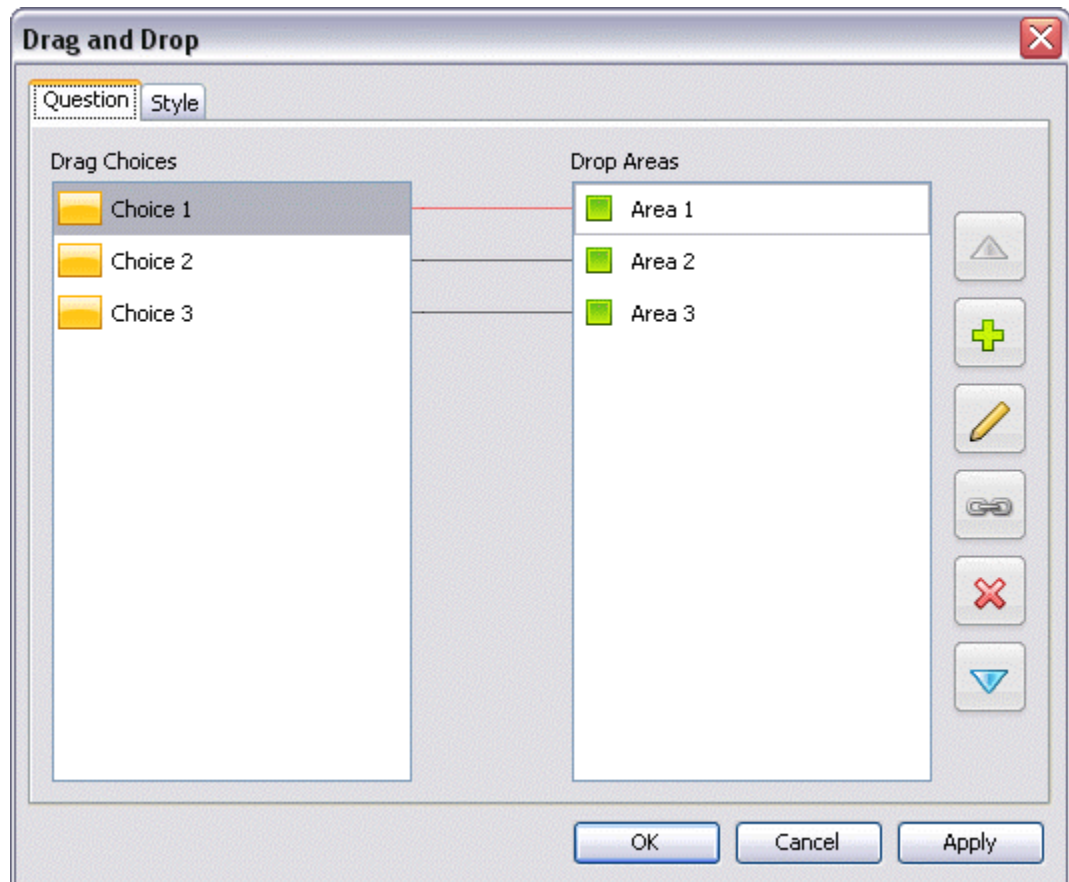 Drag and Drop
Question Style
Drag Choices Drop Areas
Choice 1 Area 1
Choice 2 Area 2
Choice 3 Area 3
OK Cancel Apply